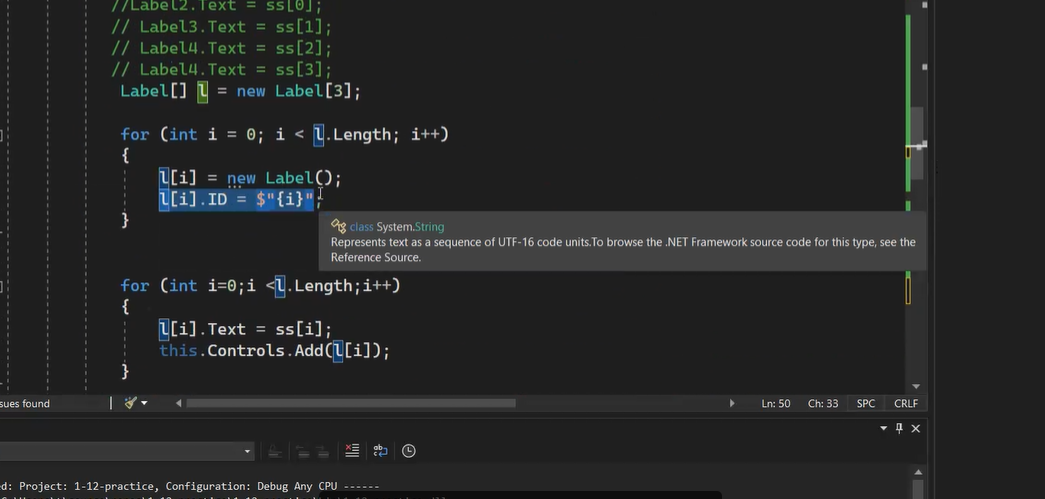 //Label2.Text = ss[0];
// Label3.Text = ss[1];
// Label4.Text = ss[2];
// Label4.Text = ss[3];
Label[] l = new Label[3];
for (int i = 0; i < l.Length; i++)
{
l[i] = new Label();
l[i].ID = $"{i}";
}
class System.String
Represents text as a sequence of UTF-16 code units.To browse the .NET Framework source code for this type, see the
Reference Source.
for (int i=0;i <l.Length;i++)
{
l[i].Text = ss[i];
this.Controls.Add(l[i]);
}
sues found
Ln: 50 Ch: 33 SPC CRLF
ed: Project: 1-12-practice, Configuration: Debug Any CPU ------